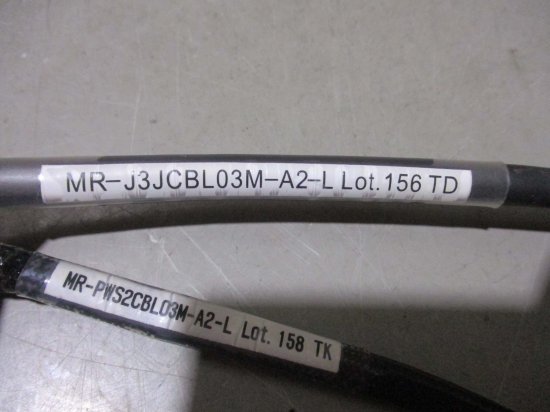 MR-J3JCBL03M-A2-L Lot.156 TD
MR-PWS2CBL03M-A2-L Lot. 158 TK